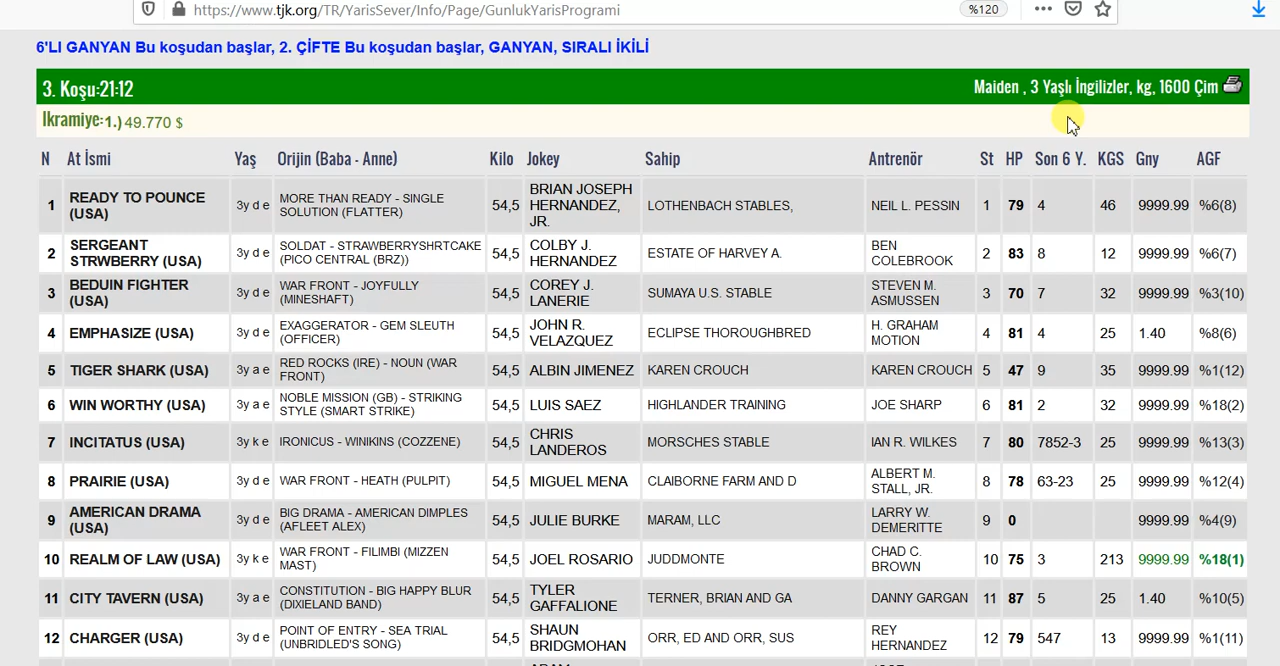 https://www.tjk.org/TR/YarisSever/Info/Page/GunlukYarisProgrami %120
6'LI GANYAN Bu koşudan başlar, 2. ÇİFTE Bu koşudan başlar, GANYAN, SIRALI İKİLİ
3. Koşu:21:12 Maiden , 3 Yaşlı İngilizler, kg, 1600 Çim
Ikramiye:1.) 49.770 $
N At İsmi Yaş Orijin (Baba - Anne) Kilo Jokey Sahip Antrenör St HP Son 6 Y. KGS Gny AGF
1 READY TO POUNCE (USA) 3y d e MORE THAN READY - SINGLE SOLUTION (FLATTER) 54,5 BRIAN JOSEPH HERNANDEZ, JR. LOTHENBACH STABLES, NEIL L. PESSIN 1 79 4 46 9999.99 %6(8)
2 SERGEANT STRWBERRY (USA) 3y d e SOLDAT - STRAWBERRYSHRTCAKE (PICO CENTRAL (BRZ)) 54,5 COLBY J. HERNANDEZ ESTATE OF HARVEY A. BEN COLEBROOK 2 83 8 12 9999.99 %6(7)
3 BEDUIN FIGHTER (USA) 3y d e WAR FRONT - JOYFULLY (MINESHAFT) 54,5 COREY J. LANERIE SUMAYA U.S. STABLE STEVEN M. ASMUSSEN 3 70 7 32 9999.99 %3(10)
4 EMPHASIZE (USA) 3y d e EXAGGERATOR - GEM SLEUTH (OFFICER) 54,5 JOHN R. VELAZQUEZ ECLIPSE THOROUGHBRED H. GRAHAM MOTION 4 81 4 25 1.40 %8(6)
5 TIGER SHARK (USA) 3y a e RED ROCKS (IRE) - NOUN (WAR FRONT) 54,5 ALBIN JIMENEZ KAREN CROUCH KAREN CROUCH 5 47 9 35 9999.99 %1(12)
6 WIN WORTHY (USA) 3y a e NOBLE MISSION (GB) - STRIKING STYLE (SMART STRIKE) 54,5 LUIS SAEZ HIGHLANDER TRAINING JOE SHARP 6 81 2 32 9999.99 %18(2)
7 INCITATUS (USA) 3y k e IRONICUS - WINIKINS (COZZENE) 54,5 CHRIS LANDEROS MORSCHES STABLE IAN R. WILKES 7 80 7852-3 25 9999.99 %13(3)
8 PRAIRIE (USA) 3y d e WAR FRONT - HEATH (PULPIT) 54,5 MIGUEL MENA CLAIBORNE FARM AND D ALBERT M. STALL, JR. 8 78 63-23 25 9999.99 %12(4)
9 AMERICAN DRAMA (USA) 3y d e BIG DRAMA - AMERICAN DIMPLES (AFLEET ALEX) 54,5 JULIE BURKE MARAM, LLC LARRY W. DEMERITTE 9 0 9999.99 %4(9)
10 REALM OF LAW (USA) 3y k e WAR FRONT - FILIMBI (MIZZEN MAST) 54,5 JOEL ROSARIO JUDDMONTE CHAD C. BROWN 10 75 3 213 9999.99 %18(1)
11 CITY TAVERN (USA) 3y a e CONSTITUTION - BIG HAPPY BLUR (DIXIELAND BAND) 54,5 TYLER GAFFALIONE TERNER, BRIAN AND GA DANNY GARGAN 11 87 5 25 1.40 %10(5)
12 CHARGER (USA) 3y d e POINT OF ENTRY - SEA TRIAL (UNBRIDLED'S SONG) 54,5 SHAUN BRIDGMOHAN ORR, ED AND ORR, SUS REY HERNANDEZ 12 79 547 13 9999.99 %1(11)